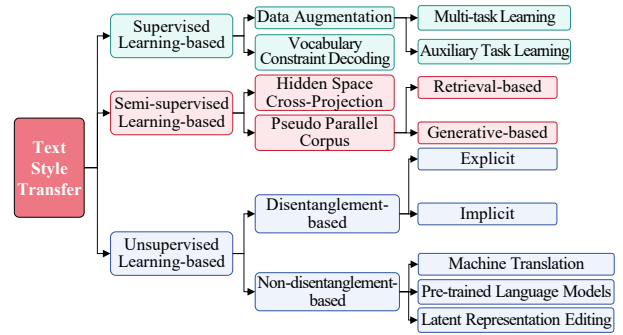 Text
Style
Transfer
Supervised
Learning-based
Data Augmentation
Multi-task Learning
Auxiliary Task Learning
Vocabulary
Constraint Decoding
Semi-supervised
Learning-based
Hidden Space
Cross-Projection
Pseudo Parallel
Corpus
Retrieval-based
Generative-based
Unsupervised
Learning-based
Disentanglement-
based
Explicit
Implicit
Non-disentanglement-
based
Machine Translation
Pre-trained Language Models
Latent Representation Editing